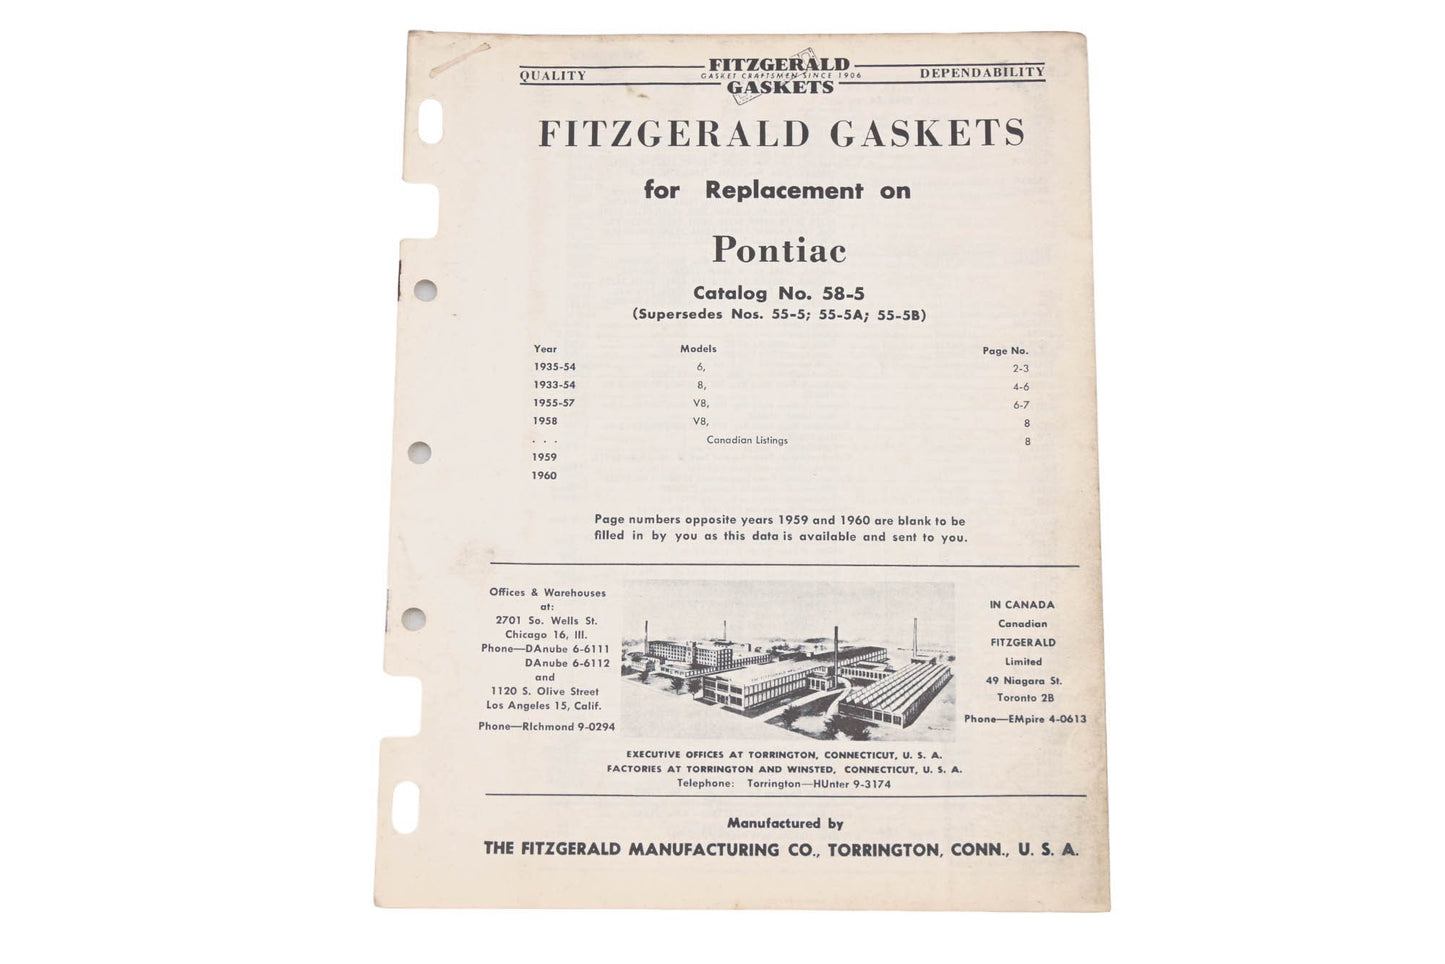 QUALITY
FITZGERALD
GASKET CRAFTSMEN SINCE 1906
GASKETS
DEPENDABILITY
FITZGERALD GASKETS
for Replacement on
Pontiac
Catalog No. 58-5
(Supersedes Nos. 55-5; 55-5A; 55-5B)
Year Models Page No.
1935-54 6, 2-3
1933-54 8, 4-6
1955-57 V8, 6-7
1958 V8, 8
. . . Canadian Listings 8
1959
1960
Page numbers opposite years 1959 and 1960 are blank to be
filled in by you as this data is available and sent to you.
Offices & Warehouses
at:
2701 So. Wells St.
Chicago 16, Ill.
Phone—DAnube 6-6111
DAnube 6-6112
and
1120 S. Olive Street
Los Angeles 15, Calif.
Phone—RIchmond 9-0294
IN CANADA
Canadian
FITZGERALD
Limited
49 Niagara St.
Toronto 2B
Phone—EMpire 4-0613
EXECUTIVE OFFICES AT TORRINGTON, CONNECTICUT, U. S. A.
FACTORIES AT TORRINGTON AND WINSTED, CONNECTICUT, U. S. A.
Telephone: Torrington—HUnter 9-3174
Manufactured by
THE FITZGERALD MANUFACTURING CO., TORRINGTON, CONN., U. S. A.